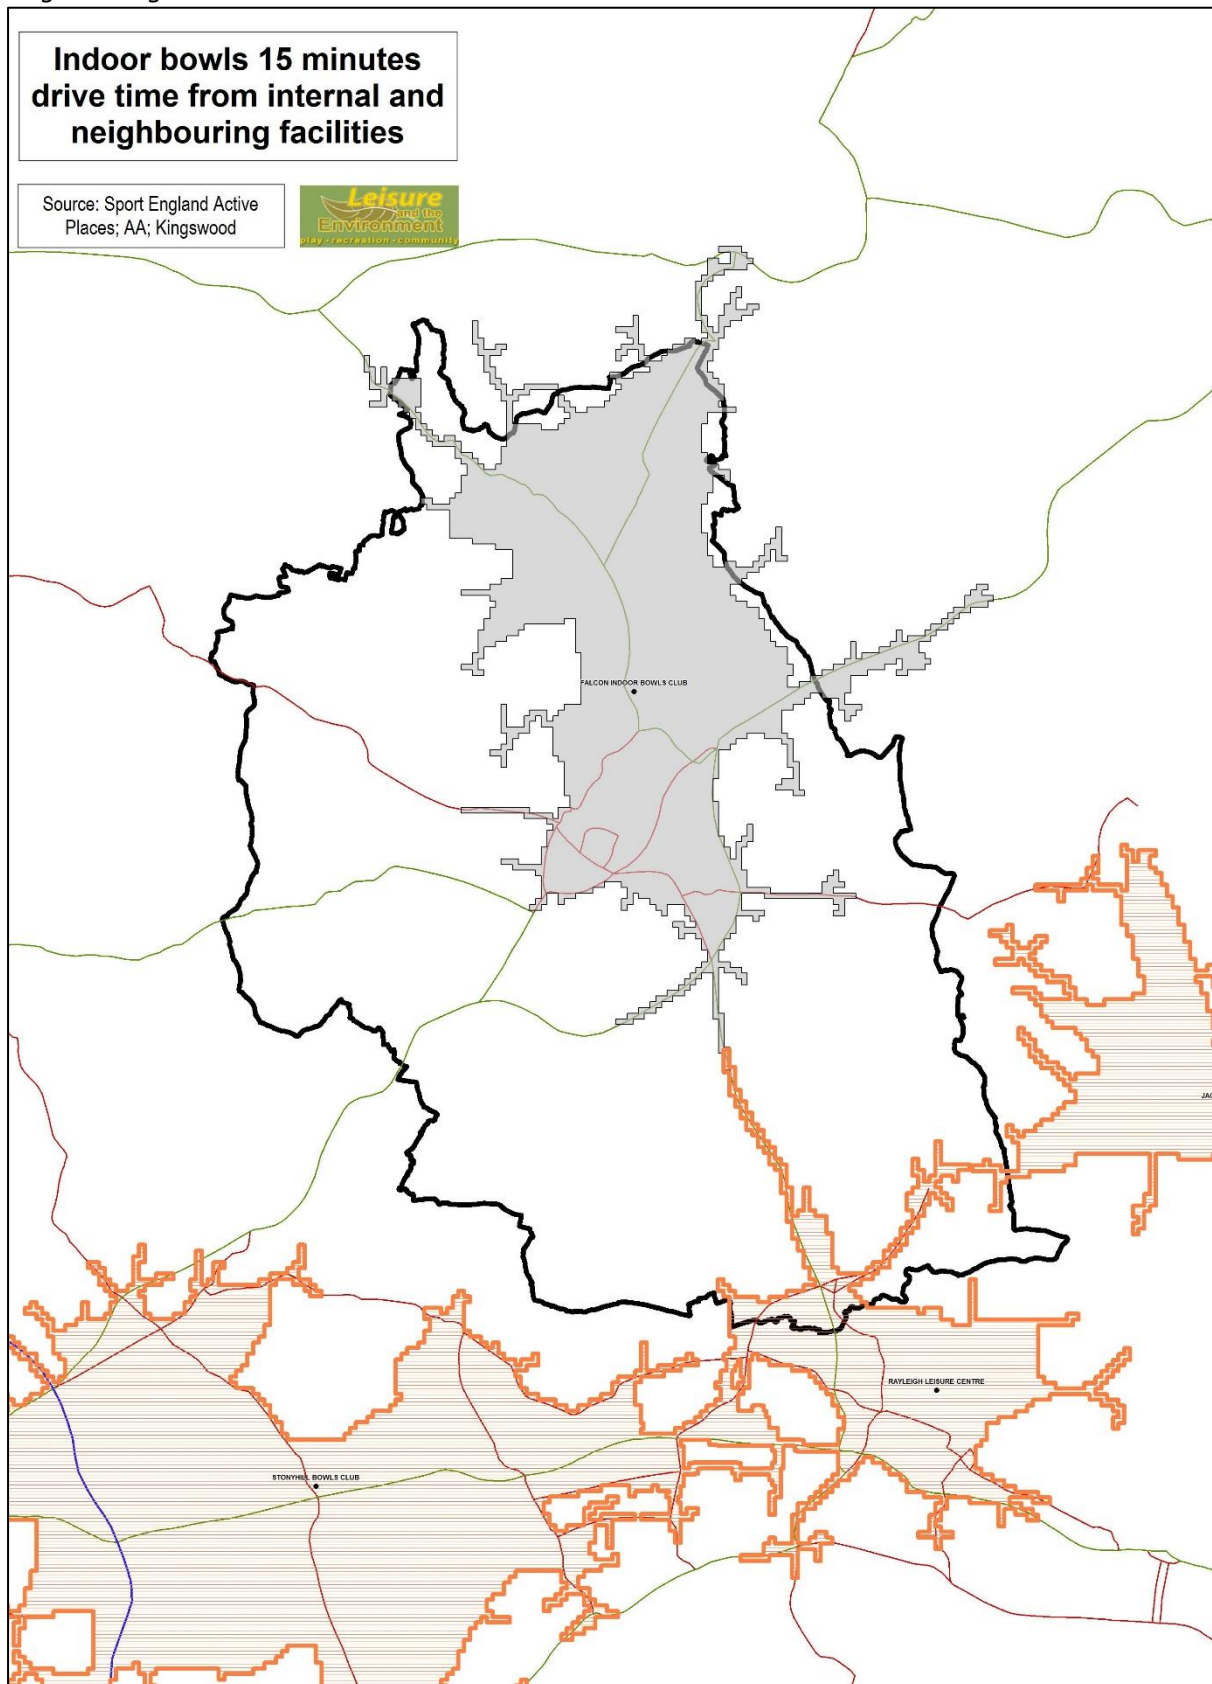 Indoor bowls 15 minutes
drive time from internal and
neighbouring facilities
Source: Sport England Active
Places; AA; Kingswood
Leisure
and the
Environment
play • recreation • community
FALCON INDOOR BOWLS CLUB
JAC
RAYLEIGH LEISURE CENTRE
STONYHILL BOWLS CLUB